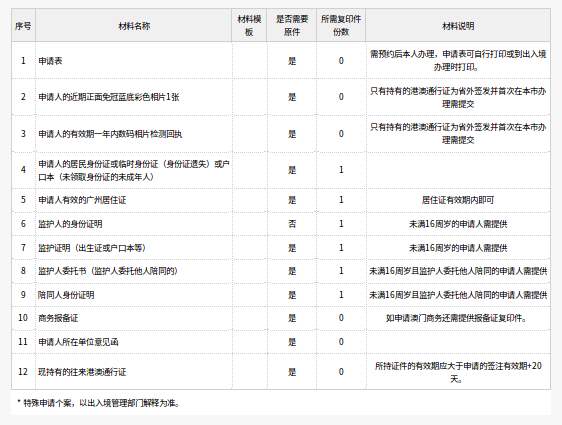 序号 材料名称 材料模板 是否需要原件 所需复印件份数 材料说明
1 申请表 是 0 需预约后本人办理，申请表可自行打印或到出入境
办理时打印。
2 申请人的近期正面免冠蓝底彩色相片1张 是 0 只有持有的港澳通行证为省外签发并首次在本市办
理需提交
3 申请人的有效期一年内数码相片检测回执 是 0 只有持有的港澳通行证为省外签发并首次在本市办
理需提交
4 申请人的居民身份证或临时身份证（身份证遗失）或户
口本（未领取身份证的未成年人） 是 1
5 申请人有效的广州居住证 是 1 居住证有效期内即可
6 监护人的身份证明 否 1 未满16周岁的申请人需提供
7 监护证明（出生证或户口本等） 是 1 未满16周岁的申请人需提供
8 监护人委托书（监护人委托他人陪同的） 是 1 未满16周岁且监护人委托他人陪同的申请人需提供
9 陪同人身份证明 是 1 未满16周岁且监护人委托他人陪同的申请人需提供
10 商务报备证 是 0 如申请澳门商务还需提供报备证复印件。
11 申请人所在单位意见函 是 0
12 现持有的往来港澳通行证 是 0 所持证件的有效期应大于申请的签注有效期+20
天。
* 特殊申请个案，以出入境管理部门解释为准。